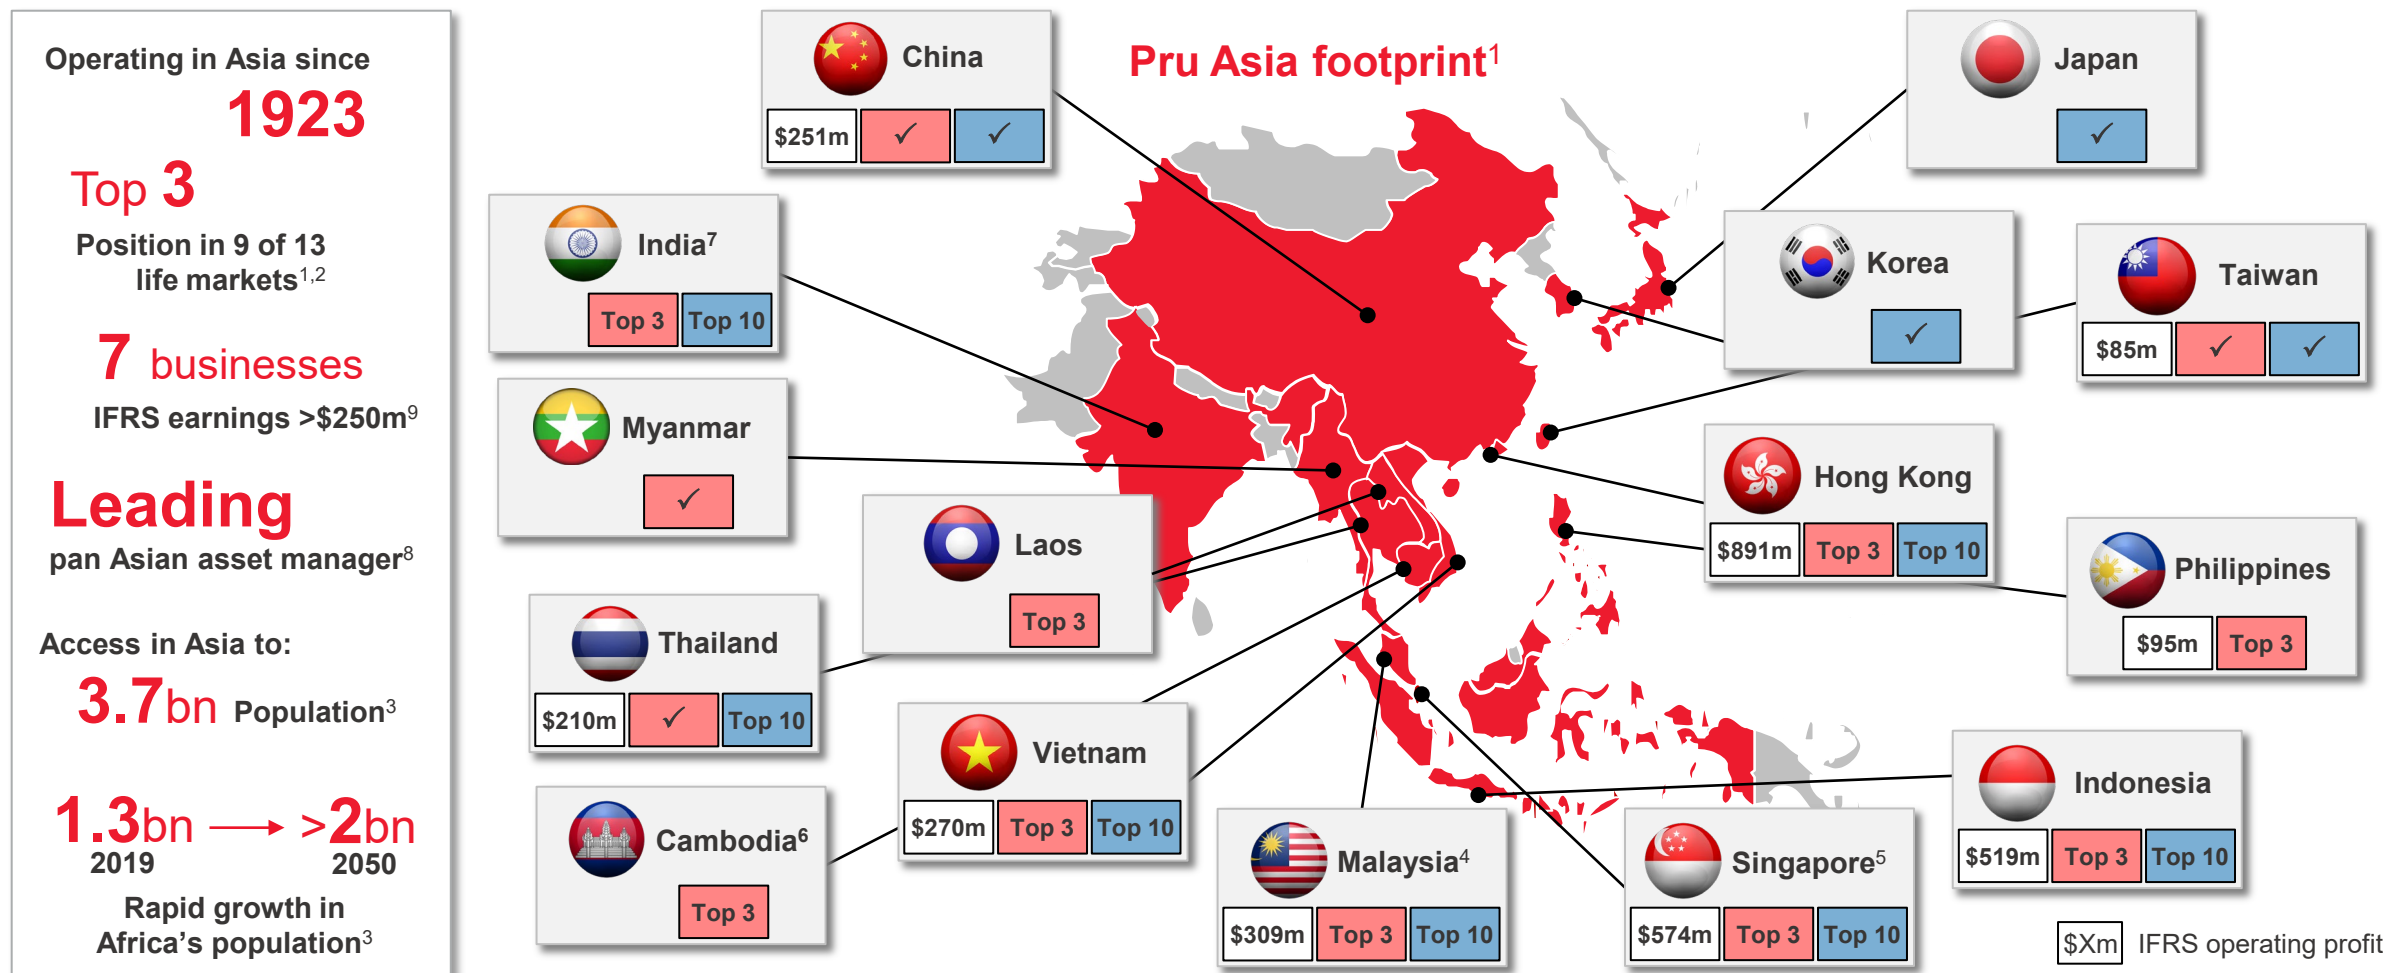 Operating in Asia since
1923
Top 3
Position in 9 of 13
life markets1,2
7 businesses
IFRS earnings >$250m9
Leading
pan Asian asset manager8
Access in Asia to:
3.7bn Population3
1.3bn → >2bn
2019 2050
Rapid growth in
Africa's population3
Pru Asia footprint1
China
$251m ✓ ✓
Japan
✓
India7
Top 3 Top 10
Korea
✓
Taiwan
$85m ✓ ✓
Myanmar
✓
Hong Kong
$891m Top 3 Top 10
Laos
Top 3
Philippines
$95m Top 3
Thailand
$210m ✓ Top 10
Vietnam
$270m Top 3 Top 10
Indonesia
$519m Top 3 Top 10
Cambodia6
Top 3
Malaysia4
$309m Top 3 Top 10
Singapore5
$574m Top 3 Top 10
$Xm IFRS operating profit